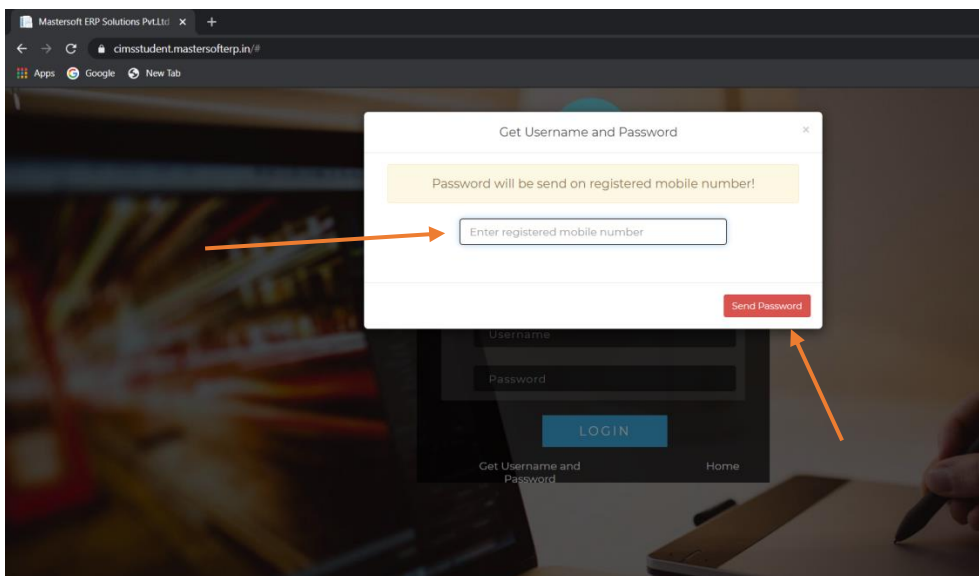 Mastersoft ERP Solutions Pvt.Ltd
cimsstudent.mastersofterp.in/#
Apps Google New Tab
Get Username and Password ×
Password will be send on registered mobile number!
Enter registered mobile number
Send Password
Username
Password
LOGIN
Get Username and Home
Password